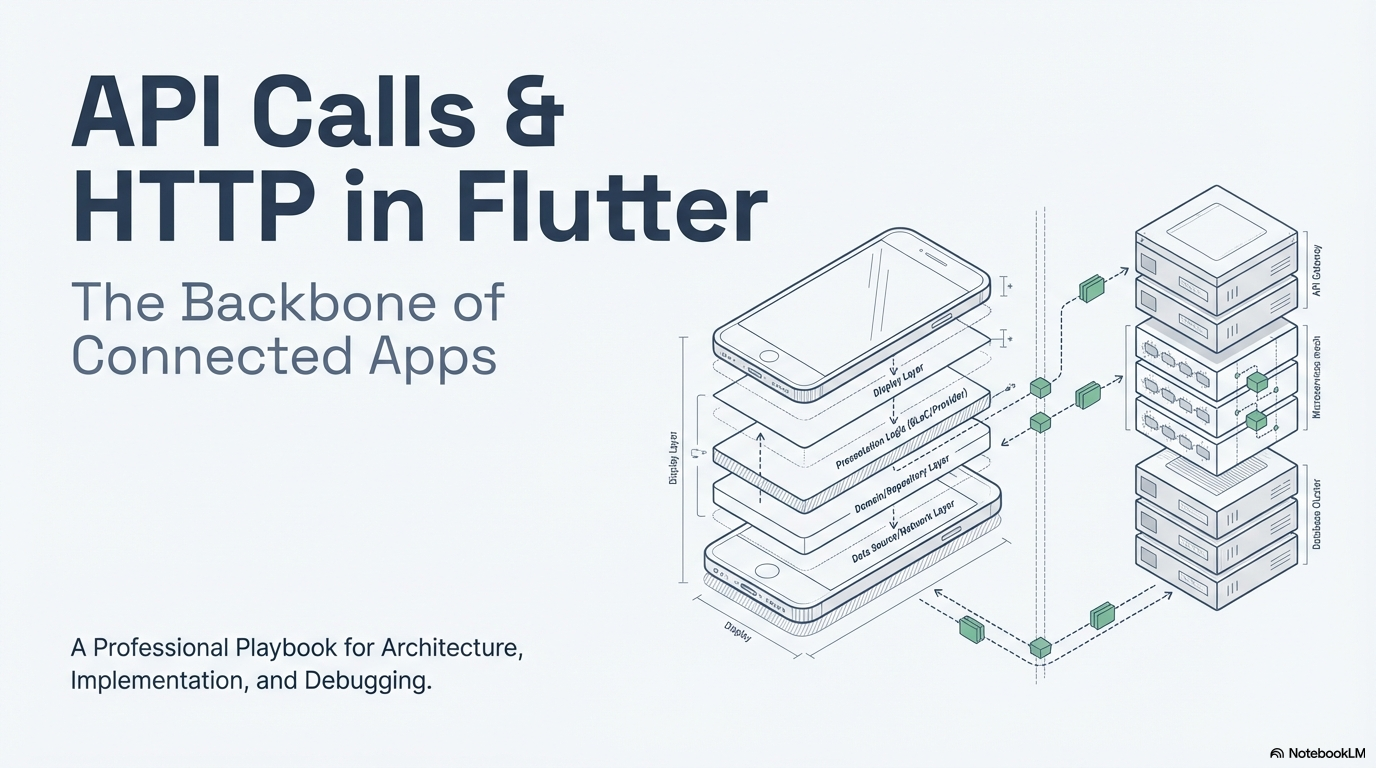 API Calls &
HTTP in Flutter
The Backbone of
Connected Apps
A Professional Playbook for Architecture,
Implementation, and Debugging.
Display Layer
Presentation Logic (BLoC/Provider)
Domain/Repository Layer
Data Source/Network Layer
Display Layer
Display
API Gateway
Database Cluster
NotebookLM